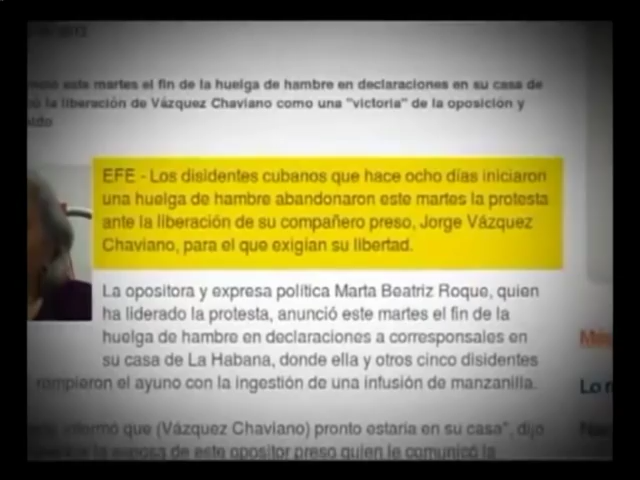 este martes el fin de la huelga de hambre en declaraciones en su casa de
la liberación de Vázquez Chaviano como una "victoria" de la oposición y
EFE - Los disidentes cubanos que hace ocho días iniciaron
una huelga de hambre abandonaron este martes la protesta
ante la liberación de su compañero preso, Jorge Vázquez
Chaviano, para el que exigían su libertad.
La opositora y expresa política Marta Beatriz Roque, quien
ha liderado la protesta, anunció este martes el fin de la
huelga de hambre en declaraciones a corresponsales en
su casa de La Habana, donde ella y otros cinco disidentes
rompieron el ayuno con la ingestión de una infusión de manzanilla.
informó que (Vázquez Chaviano) pronto estaría en su casa", dijo
la esposa de este opositor preso quien le comunicó la